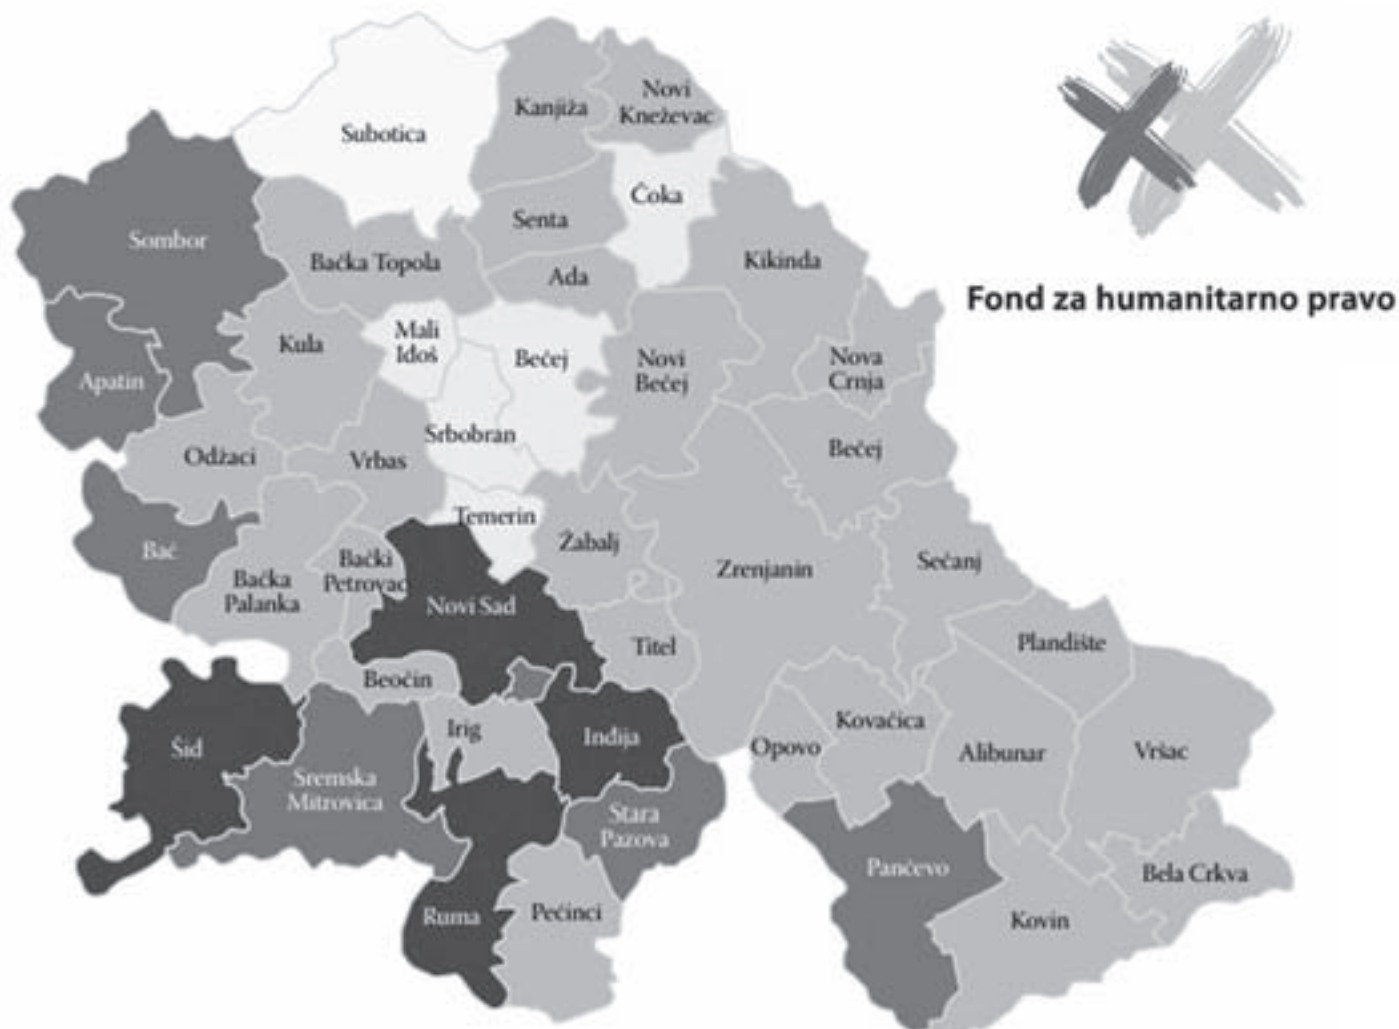 Novi
Kneževac
Kanjiža
Subotica
Čoka
Senta
Sombor
Bačka Topola
Ada
Kikinda
Fond za humanitarno pravo
Mali
Iđoš
Kula
Bečej
Novi
Bečej
Nova
Crnja
Apatin
Srbobran
Bečej
Odžaci
Vrbas
Temerin
Žabalj
Bač
Bački
Petrovac
Zrenjanin
Sečanj
Bačka
Palanka
Novi Sad
Titel
Plandište
Beočin
Irig
Kovačica
Šid
Inđija
Opovo
Alibunar
Vršac
Sremska
Mitrovica
Stara
Pazova
Pančevo
Bela Crkva
Ruma
Pećinci
Kovin